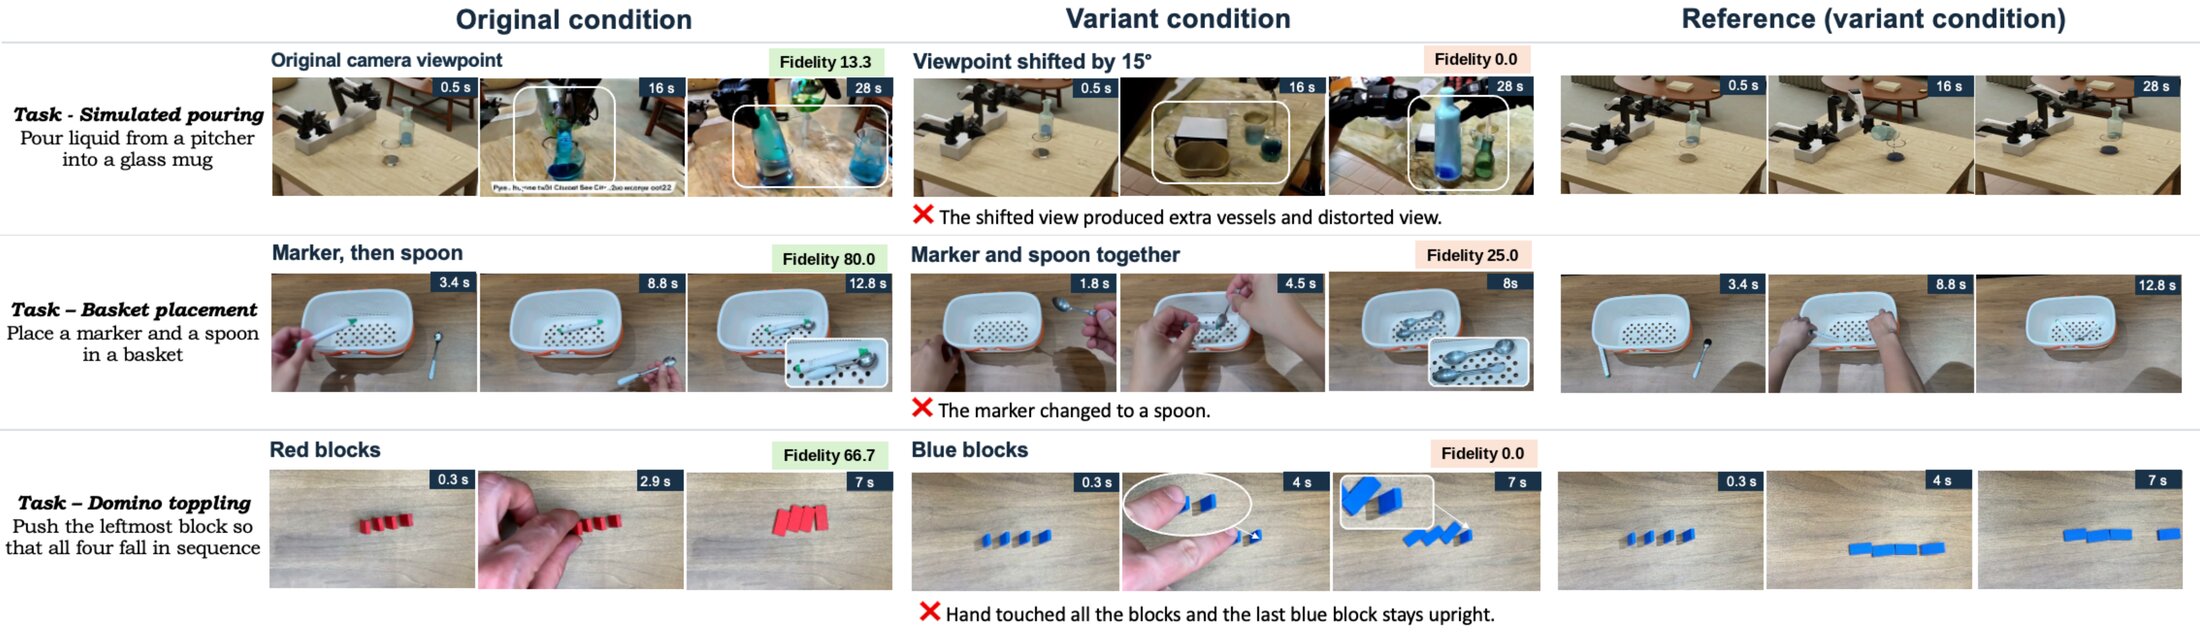 Original condition
Variant condition
Reference (variant condition)
Task - Simulated pouring
Pour liquid from a pitcher
into a glass mug
Original camera viewpoint
Fidelity 13.3
0.5 s
16 s
28 s
Viewpoint shifted by 15°
Fidelity 0.0
0.5 s
16 s
28 s
❌ The shifted view produced extra vessels and distorted view.
0.5 s
16 s
28 s
Task – Basket placement
Place a marker and a spoon
in a basket
Marker, then spoon
Fidelity 80.0
3.4 s
8.8 s
12.8 s
Marker and spoon together
Fidelity 25.0
1.8 s
4.5 s
8s
❌ The marker changed to a spoon.
3.4 s
8.8 s
12.8 s
Task – Domino toppling
Push the leftmost block so
that all four fall in sequence
Red blocks
Fidelity 66.7
0.3 s
2.9 s
7 s
Blue blocks
Fidelity 0.0
0.3 s
4 s
7 s
❌ Hand touched all the blocks and the last blue block stays upright.
0.3 s
4 s
7 s